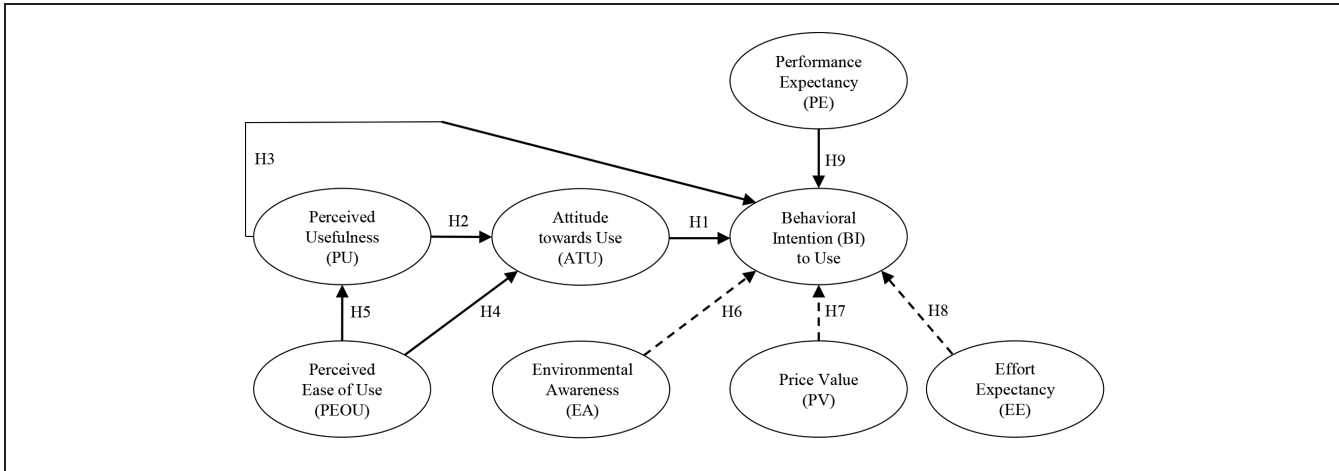 Performance
Expectancy
(PE)
H9
H3
Perceived
Usefulness
(PU)
H2
Attitude
towards Use
(ATU)
H1
Behavioral
Intention (BI)
to Use
H5
H4
H6
H7
H8
Perceived
Ease of Use
(PEOU)
Environmental
Awareness
(EA)
Price Value
(PV)
Effort
Expectancy
(EE)